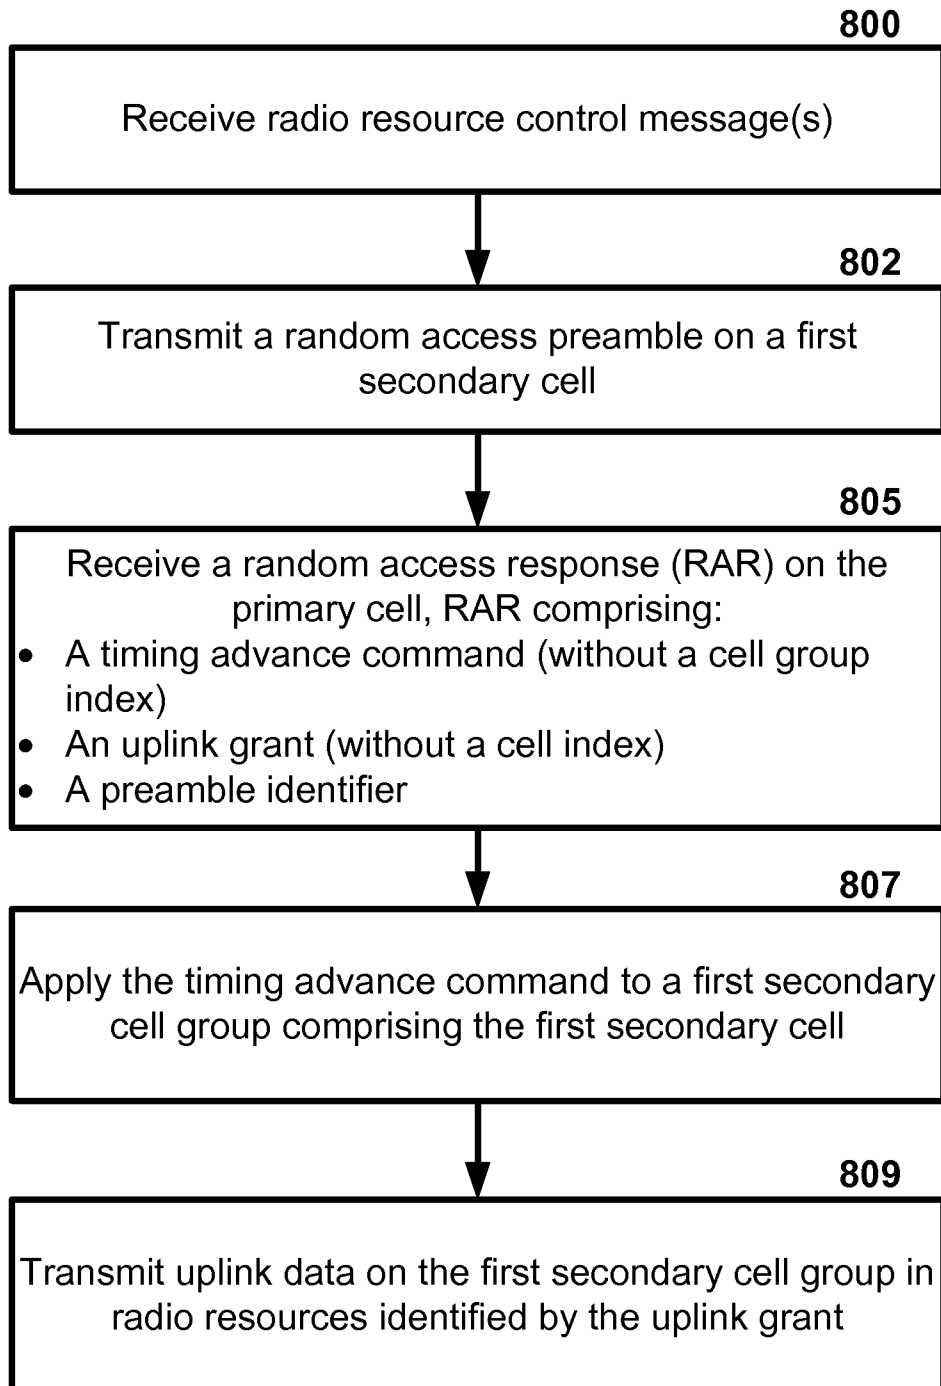 800
Receive radio resource control message(s)
802
Transmit a random access preamble on a first
secondary cell
805
Receive a random access response (RAR) on the
primary cell, RAR comprising:
• A timing advance command (without a cell group
index)
• An uplink grant (without a cell index)
• A preamble identifier
807
Apply the timing advance command to a first secondary
cell group comprising the first secondary cell
809
Transmit uplink data on the first secondary cell group in
radio resources identified by the uplink grant